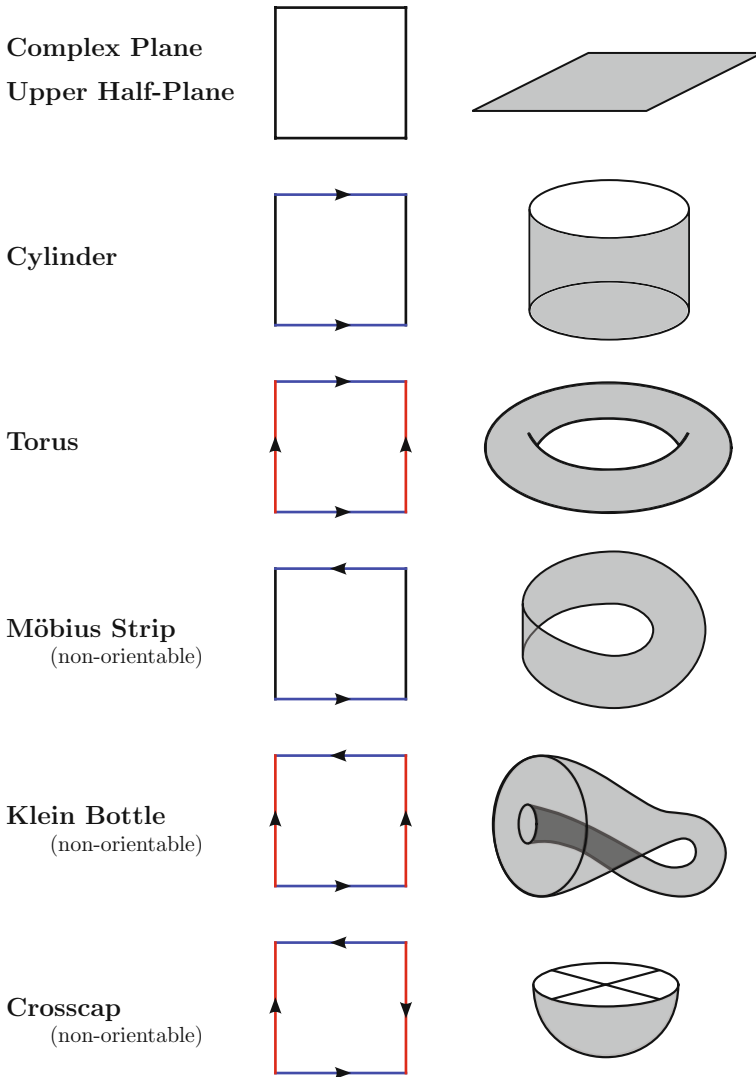 Complex Plane
Upper Half-Plane
Cylinder
Torus
Möbius Strip
(non-orientable)
Klein Bottle
(non-orientable)
Crosscap
(non-orientable)